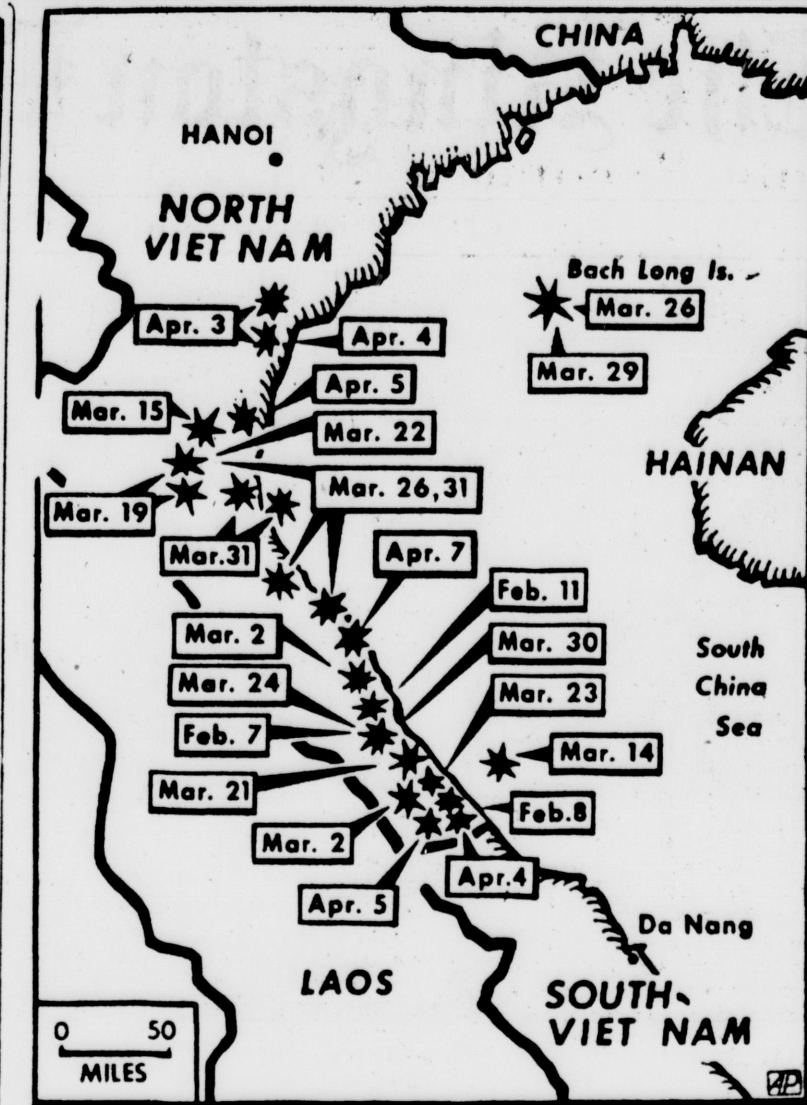 CHINA
HANOI
NORTH
VIET NAM
Bach Long Is.
Mar. 26
Mar. 29
Apr. 3
Apr. 4
Apr. 5
Mar. 15
Mar. 22
HAINAN
Mar. 26,31
Mar. 19
Mar.31
Apr. 7
Feb. 11
Mar. 2
Mar. 30
South
China
Sea
Mar. 24
Mar. 23
Feb. 7
Mar. 14
Mar. 21
Feb.8
Mar. 2
Apr.4
Apr. 5
Da Nang
LAOS
SOUTH
VIET NAM
0 50
MILES
AP